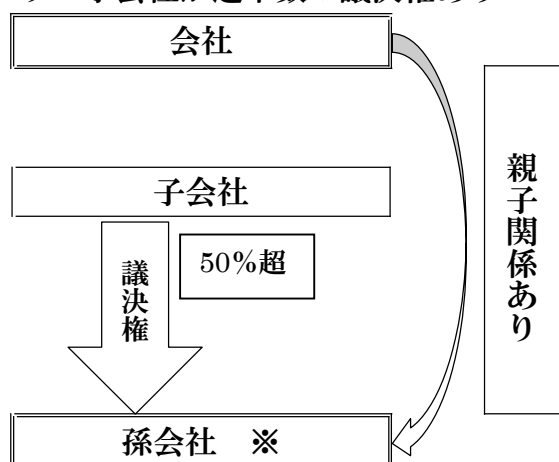 会社
子会社
50%超
議決権
親子関係あり
孫会社　※